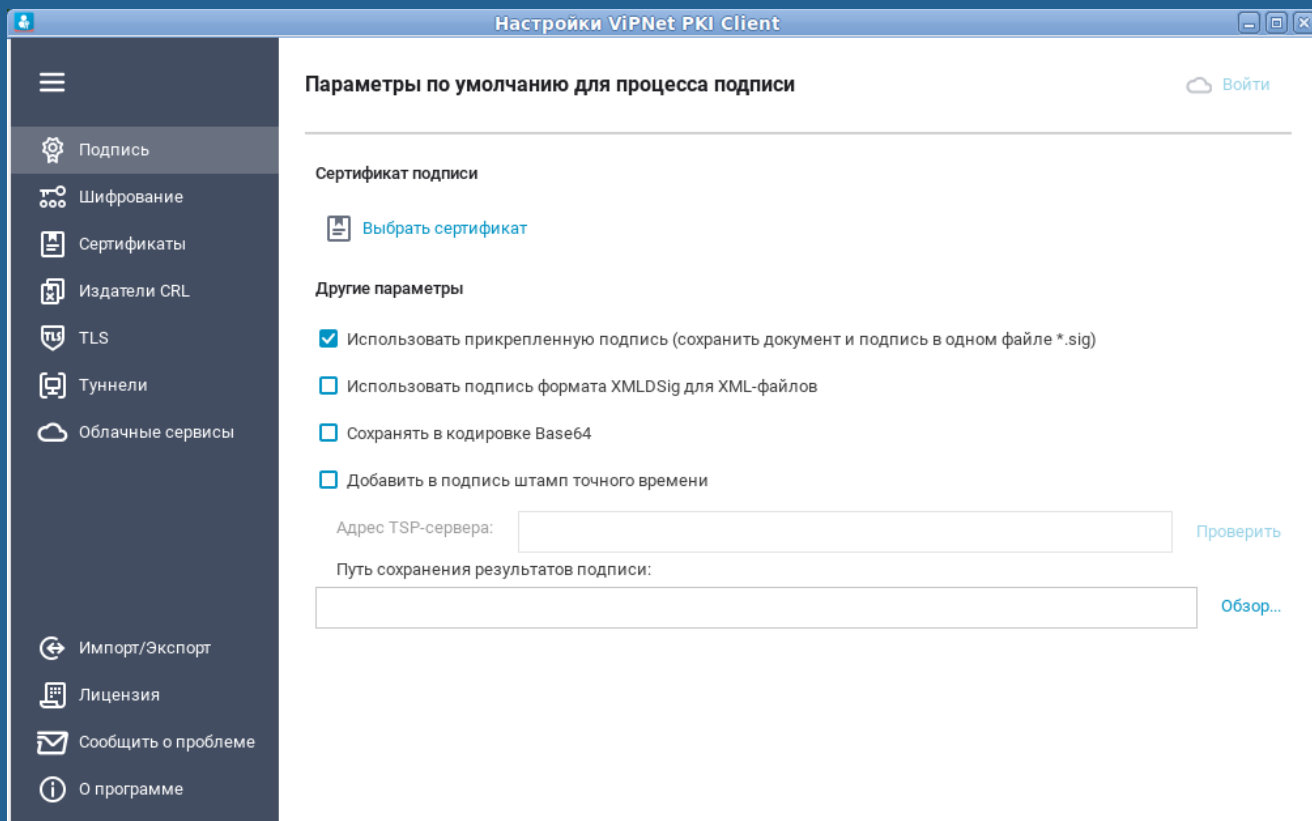 Настройки ViPNet PKI Client
Параметры по умолчанию для процесса подписи
Войти
Подпись
Шифрование
Сертификаты
Издатели CRL
TLS
TLS
Туннели
Облачные сервисы
Импорт/Экспорт
Лицензия
Сообщить о проблеме
О программе
Сертификат подписи
Выбрать сертификат
Другие параметры
Использовать прикрепленную подпись (сохранить документ и подпись в одном файле *.sig)
Использовать подпись формата XMLDSig для XML-файлов
Сохранять в кодировке Base64
Добавить в подпись штамп точного времени
Адрес TSP-сервера:
Проверить
Путь сохранения результатов подписи:
Обзор...